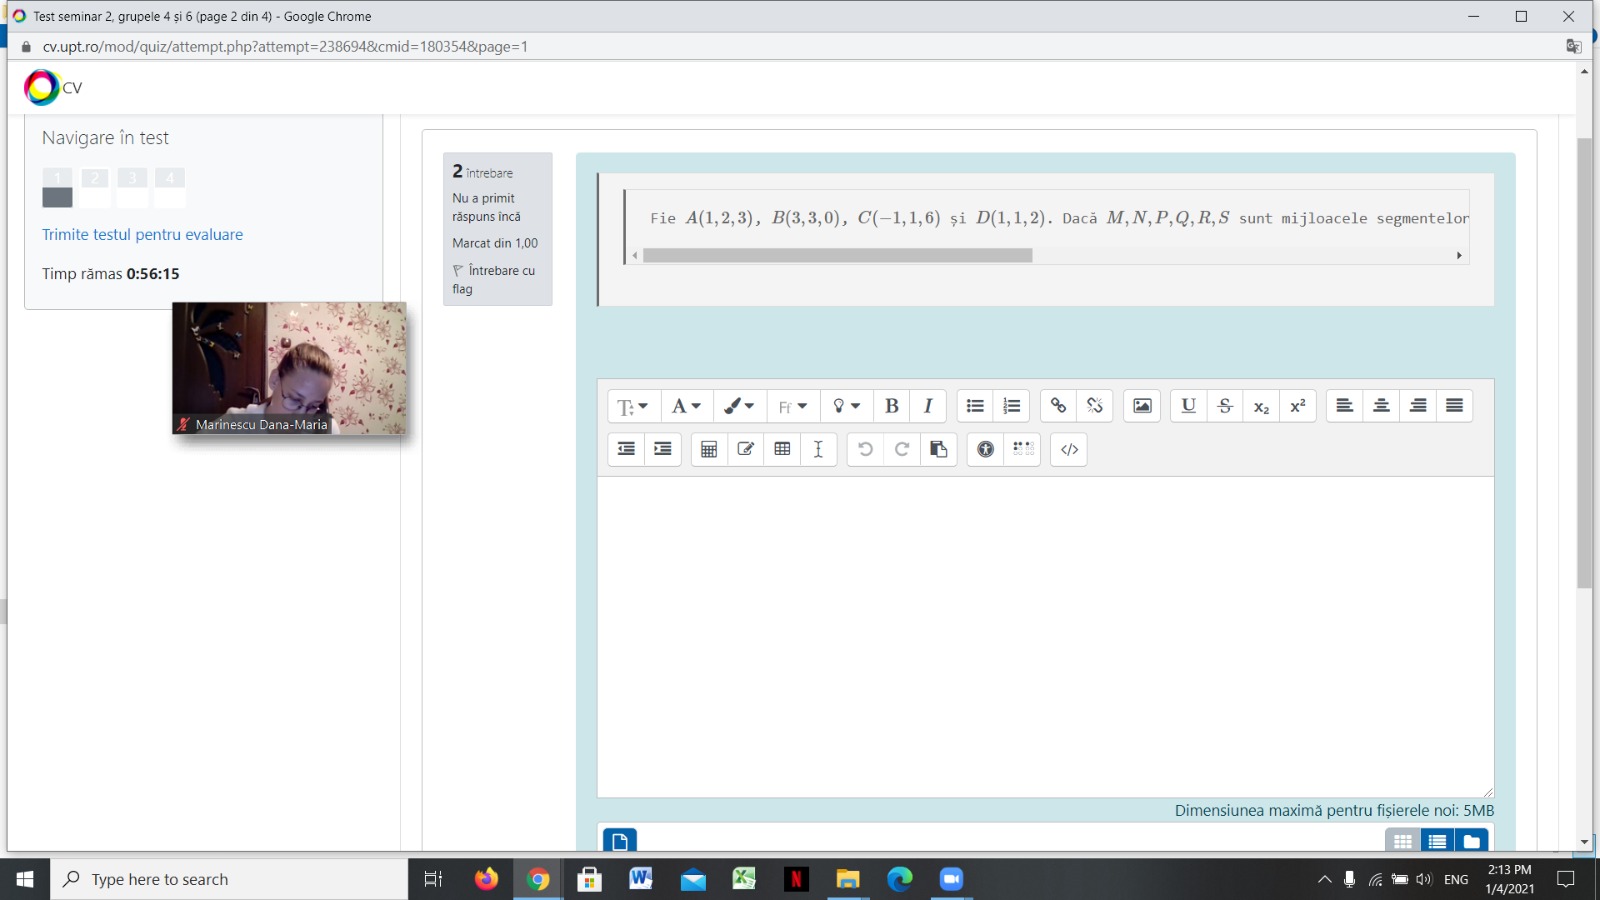 Test seminar 2, grupele 4 și 6 (page 2 din 4) - Google Chrome
cv.upt.ro/mod/quiz/attempt.php?attempt=238694&cmid=180354&page=1
CV
Navigare în test
1 2 3 4
Trimite testul pentru evaluare
Timp rămas 0:56:15
Marinescu Dana-Maria
2 întrebare
Nu a primit
răspuns încă
Marcat din 1,00
Întrebare cu
flag
Fie A(1,2,3), B(3,3,0), C(−1,1,6) și D(1,1,2). Dacă M,N,P,Q,R,S sunt mijloacele segmentelor
Dimensiunea maximă pentru fișierele noi: 5MB
Type here to search
ENG
2:13 PM
1/4/2021